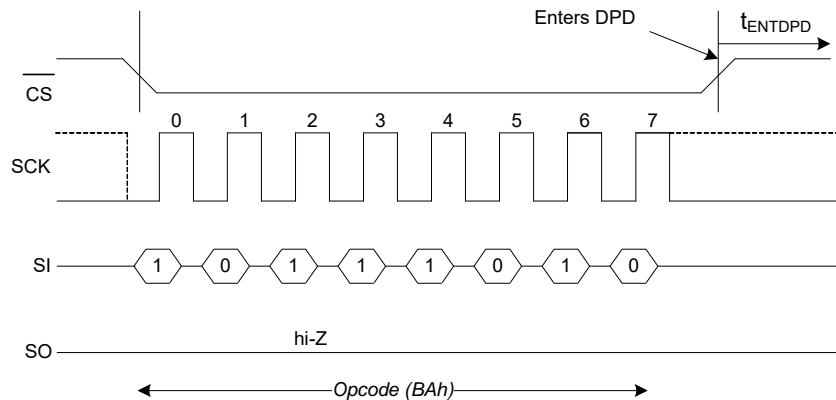 Enters DPD tENTDPD
CS
0 1 2 3 4 5 6 7
SCK
SI 1 0 1 1 1 0 1 0
hi-Z
SO
Opcode (BAh)